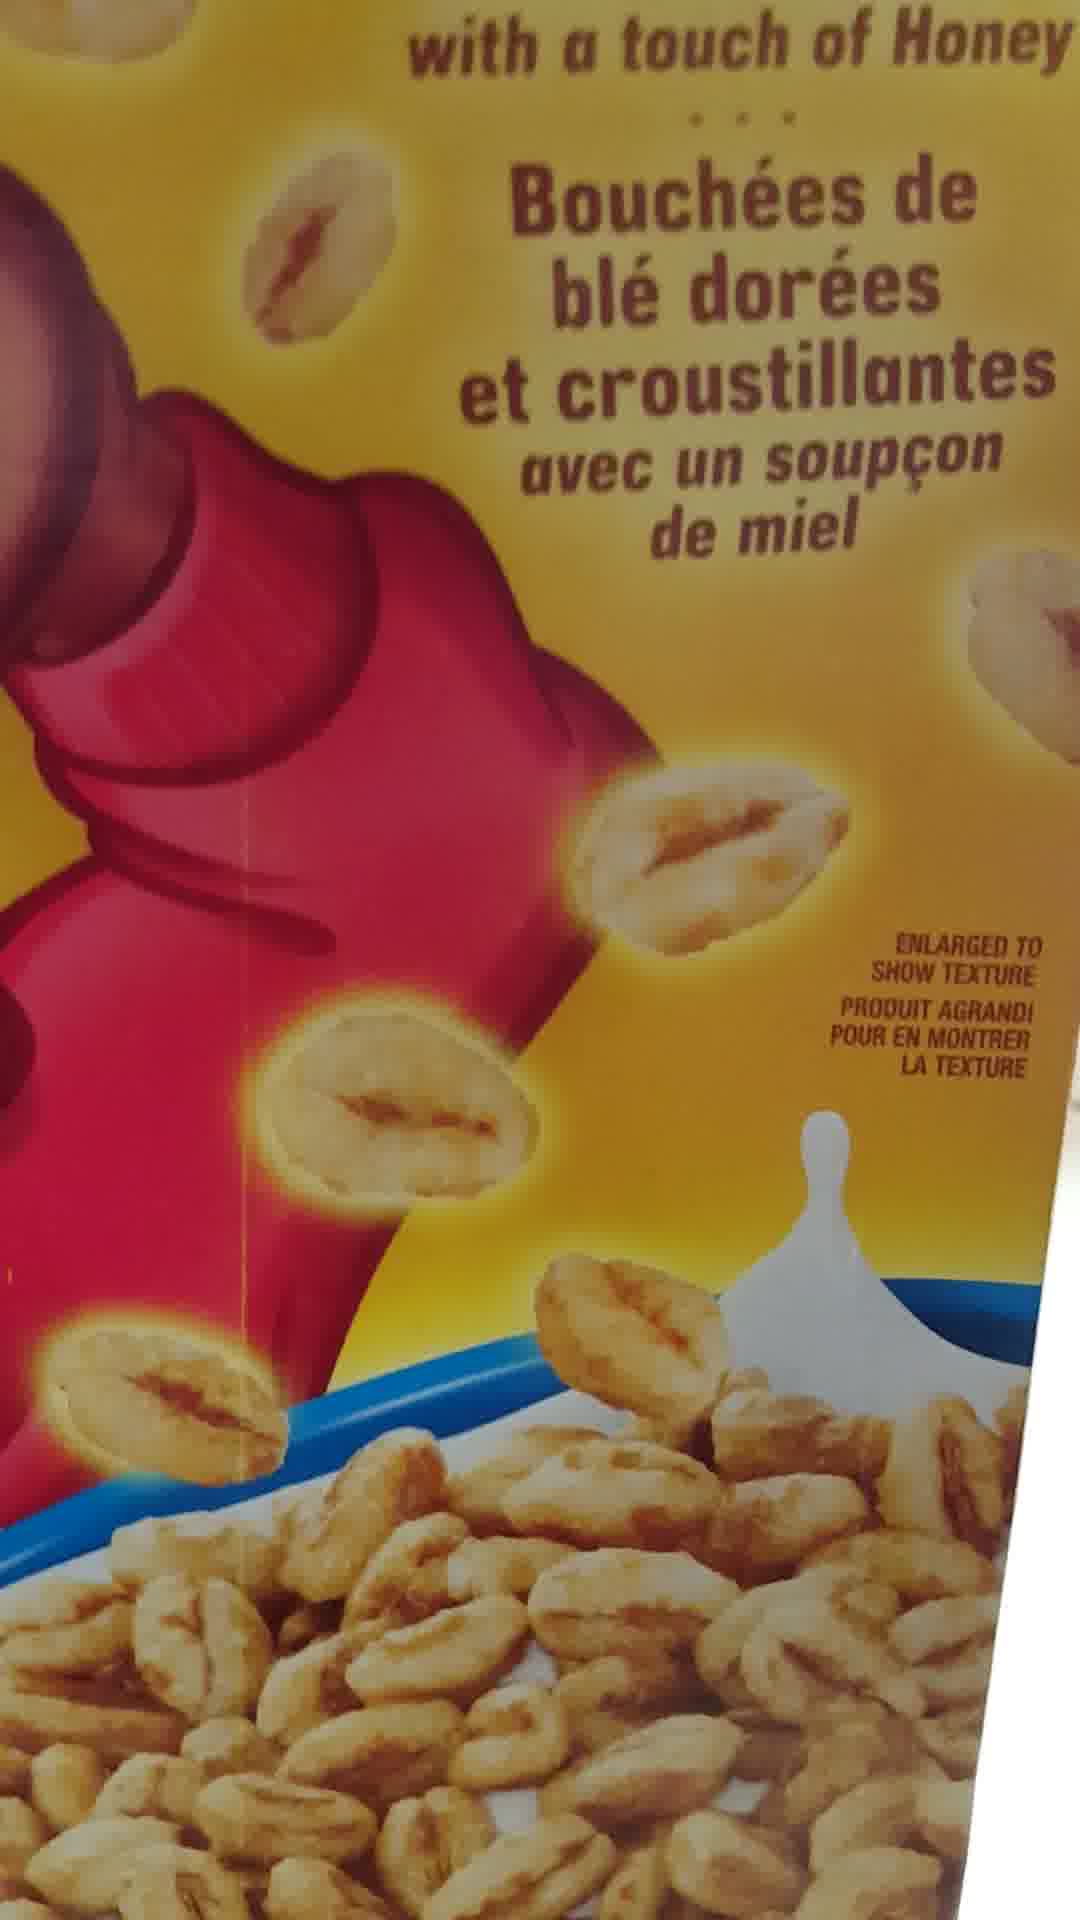 with a touch of Honey
Bouchées de
blé dorées
et croustillantes
avec un soupçon
de miel
ENLARGED TO
SHOW TEXTURE
PRODUIT AGRANDI
POUR EN MONTRER
LA TEXTURE